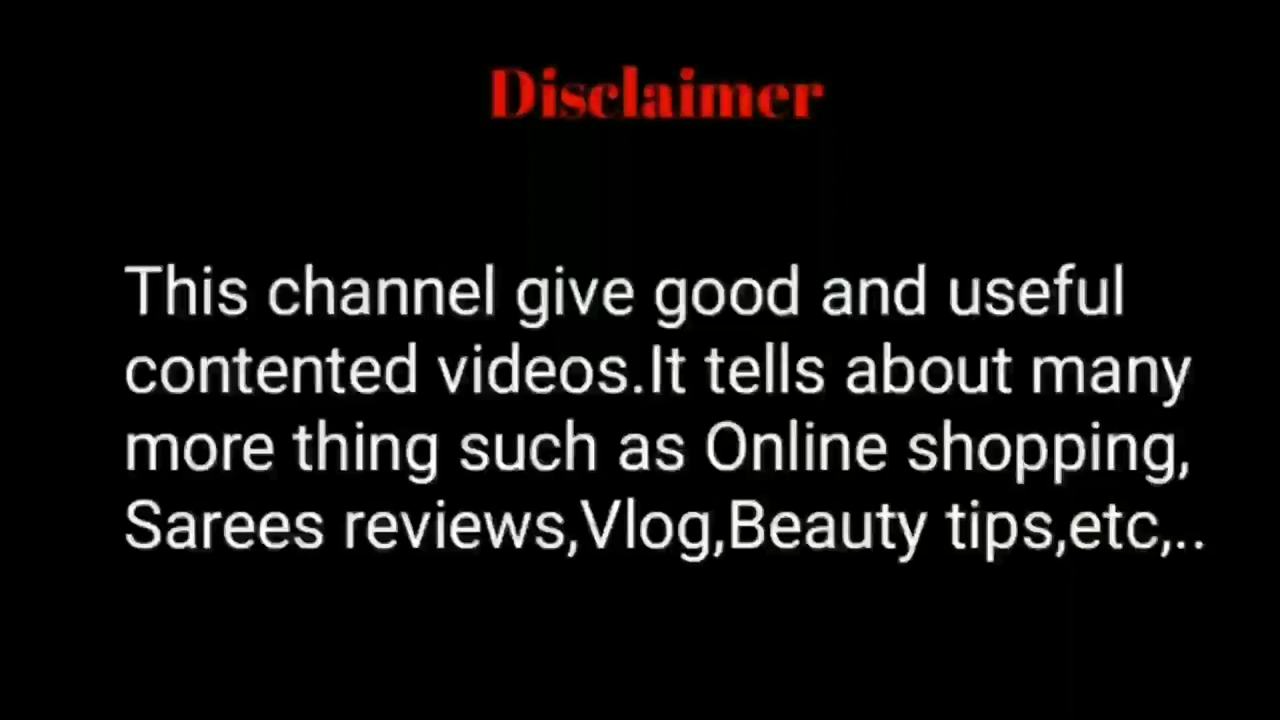 Disclaimer
This channel give good and useful
contented videos.It tells about many
more thing such as Online shopping,
Sarees reviews,Vlog,Beauty tips,etc,..